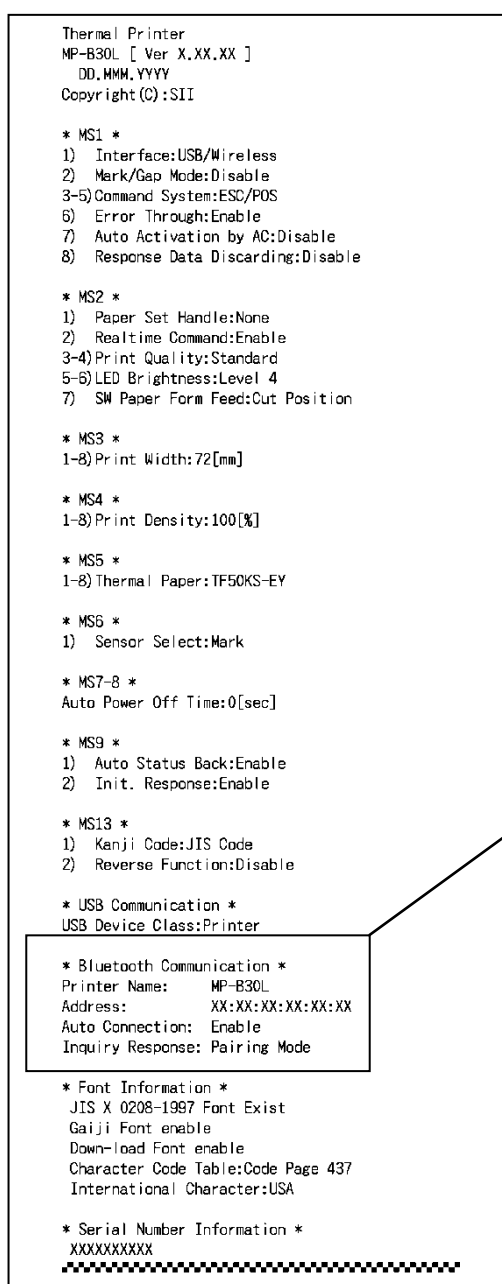 Thermal Printer
MP-B30L [ Ver X.XX.XX ]
DD.MMM.YYYY
Copyright(C):SII
* MS1 *
1) Interface:USB/Wireless
2) Mark/Gap Mode:Disable
3-5)Command System:ESC/POS
6) Error Through:Enable
7) Auto Activation by AC:Disable
8) Response Data Discarding:Disable
* MS2 *
1) Paper Set Handle:None
2) Realtime Command:Enable
3-4)Print Quality:Standard
5-6)LED Brightness:Level 4
7) SW Paper Form Feed:Cut Position
* MS3 *
1-8)Print Width:72[mm]
* MS4 *
1-8)Print Density:100[%]
* MS5 *
1-8)Thermal Paper:TF50KS-EY
* MS6 *
1) Sensor Select:Mark
* MS7-8 *
Auto Power Off Time:0[sec]
* MS9 *
1) Auto Status Back:Enable
2) Init. Response:Enable
* MS13 *
1) Kanji Code:JIS Code
2) Reverse Function:Disable
* USB Communication *
USB Device Class:Printer
* Bluetooth Communication *
Printer Name: MP-B30L
Address: XX:XX:XX:XX:XX:XX
Auto Connection: Enable
Inquiry Response: Pairing Mode
* Font Information *
JIS X 0208-1997 Font Exist
Gaiji Font enable
Down-load Font enable
Character Code Table:Code Page 437
International Character:USA
* Serial Number Information *
XXXXXXXXXX